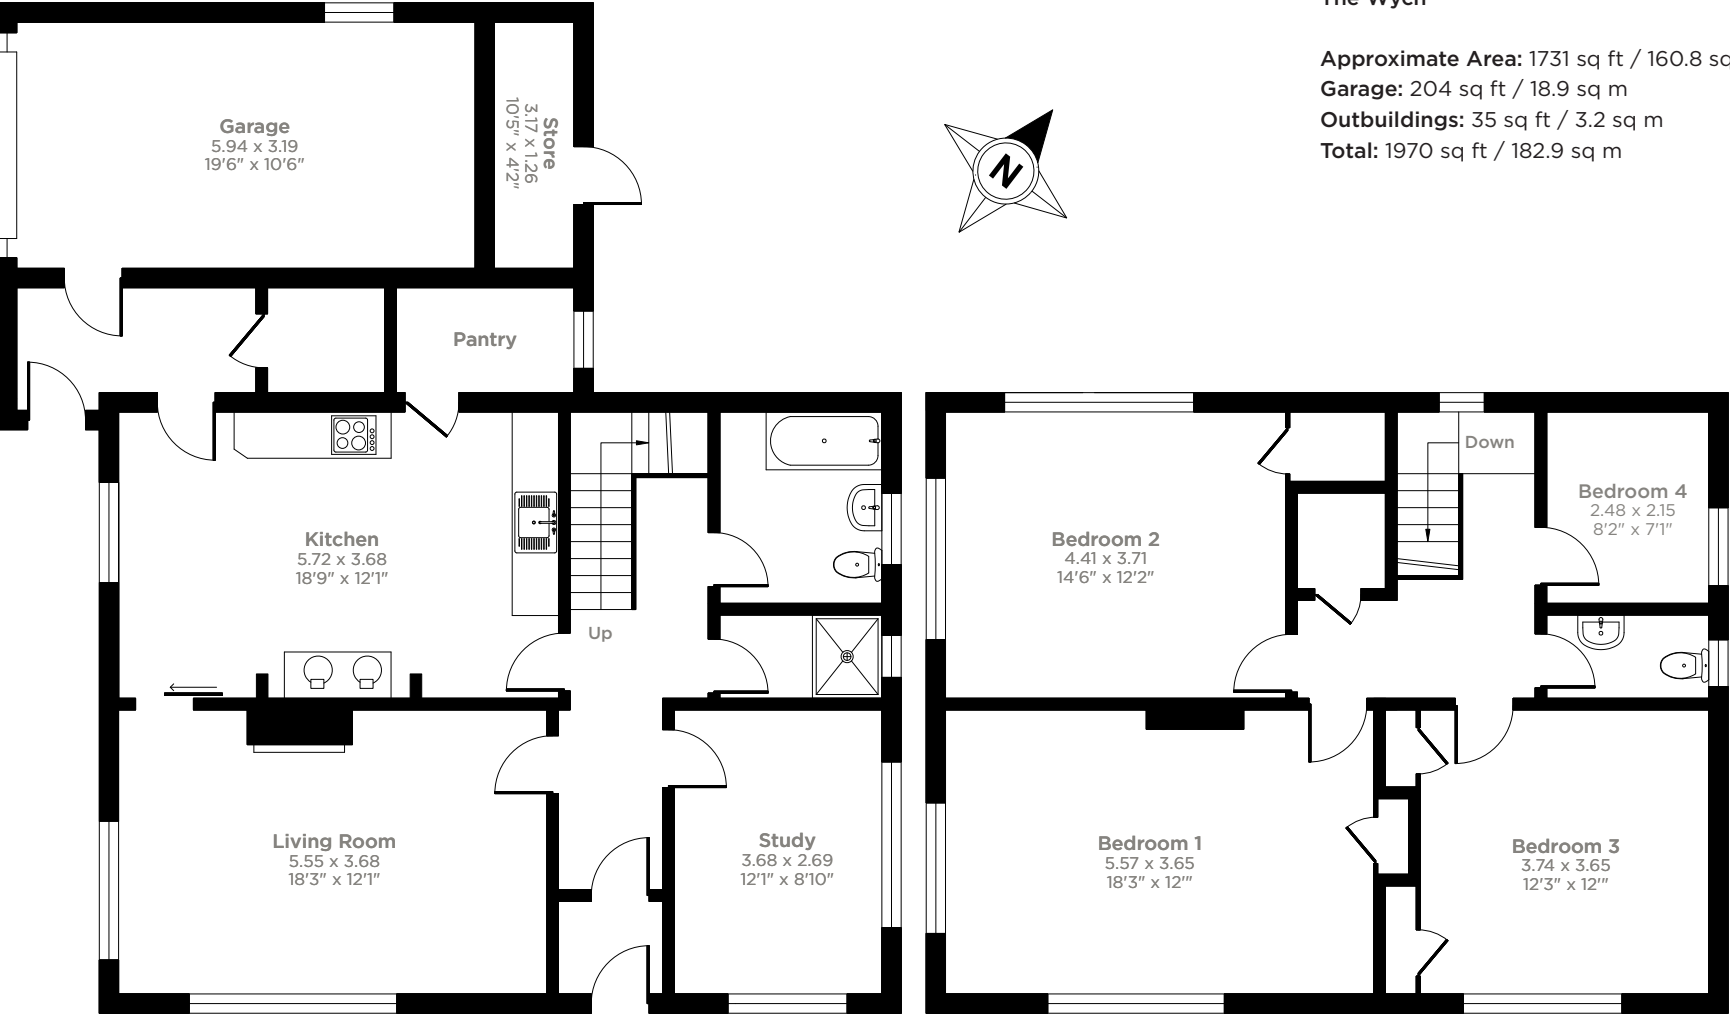 The Wych
Approximate Area: 1731 sq ft / 160.8 sq
Garage: 204 sq ft / 18.9 sq m
Outbuildings: 35 sq ft / 3.2 sq m
Total: 1970 sq ft / 182.9 sq m
N
Garage
5.94 x 3.19
19'6" x 10'6"
Store
3.17 x 1.26
10'5" x 4'2"
Pantry
Kitchen
5.72 x 3.68
18'9" x 12'1"
Up
Living Room
5.55 x 3.68
18'3" x 12'1"
Study
3.68 x 2.69
12'1" x 8'10"
Down
Bedroom 4
2.48 x 2.15
8'2" x 7'1"
Bedroom 2
4.41 x 3.71
14'6" x 12'2"
Bedroom 1
5.57 x 3.65
18'3" x 12'"
Bedroom 3
3.74 x 3.65
12'3" x 12'"